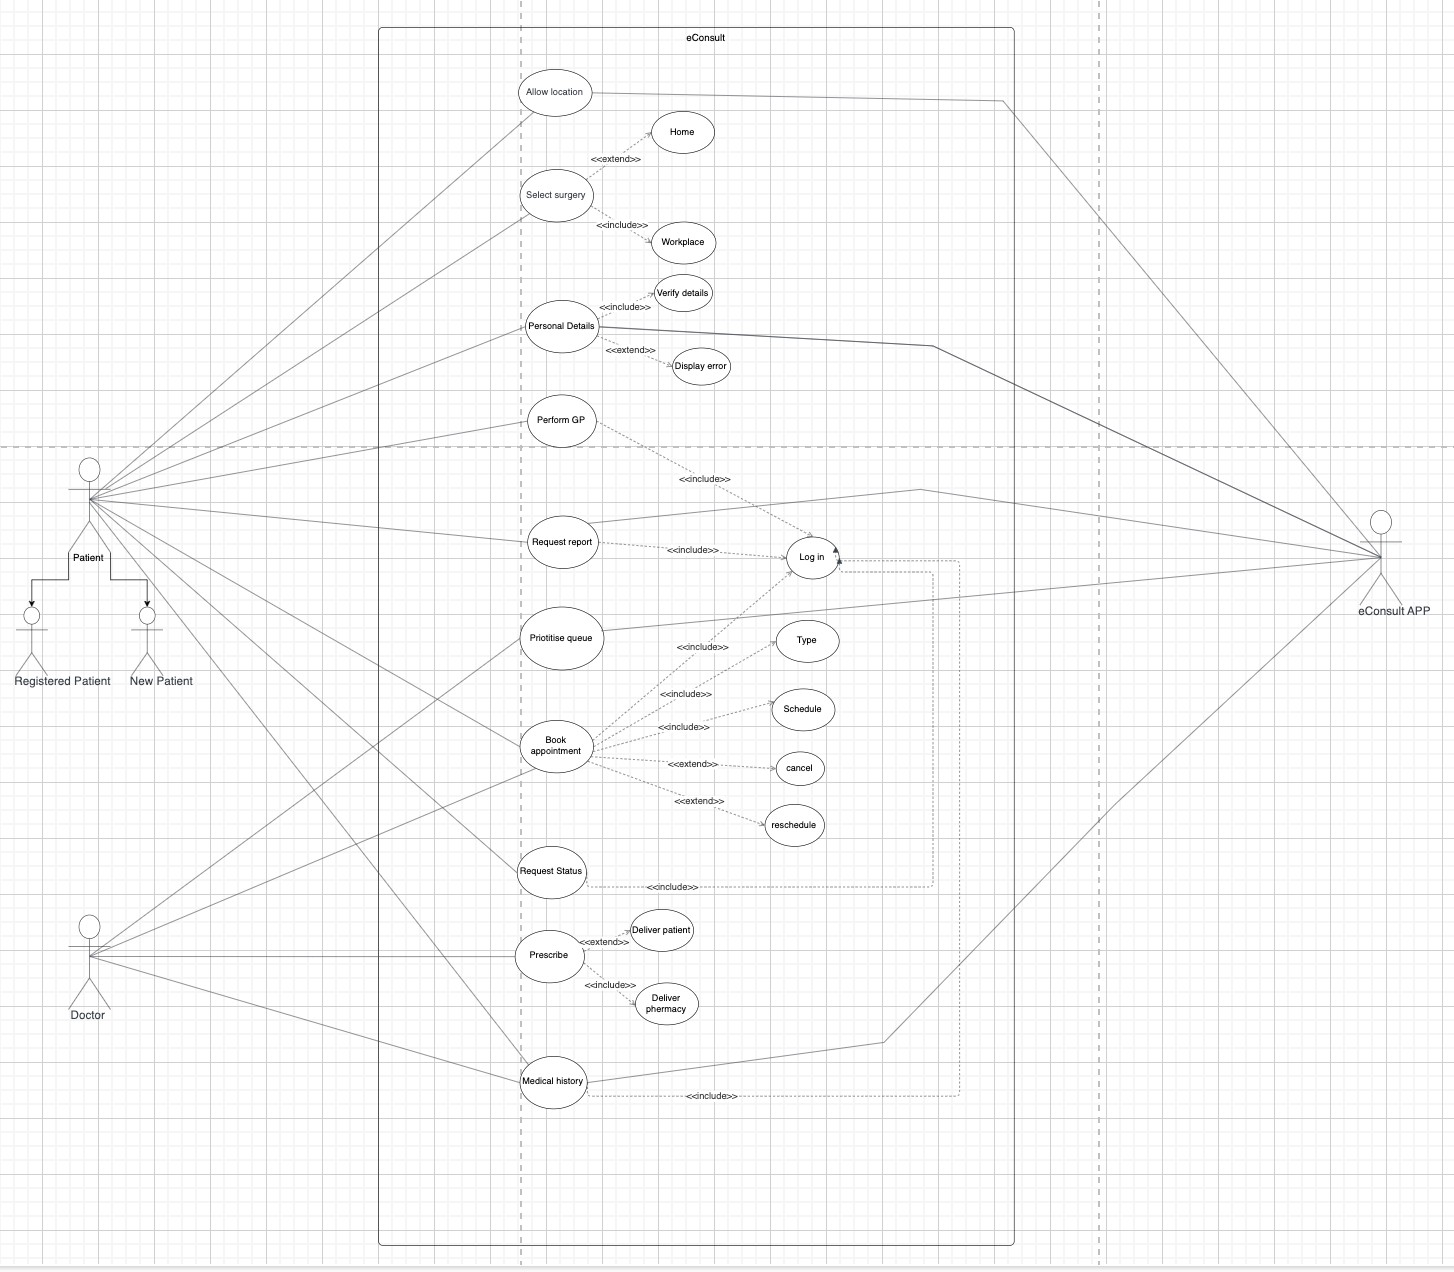 eConsult
Allow location
Home
<<extend>>
Select surgery
<<include>>
Workplace
Verify details
<<include>>
Personal Details
<<extend>>
Display error
Perform GP
<<include>>
Request report
<<include>>
Log in
Patient
eConsult APP
Priotitise queue
Type
<<include>>
Registered Patient
New Patient
<<include>>
Schedule
<<include>>
Book
appointment
<<extend>>
cancel
<<extend>>
reschedule
Request Status
<<include>>
Deliver patient
<<extend>>
Prescribe
<<include>>
Deliver
phermacy
Doctor
Medical history
<<include>>